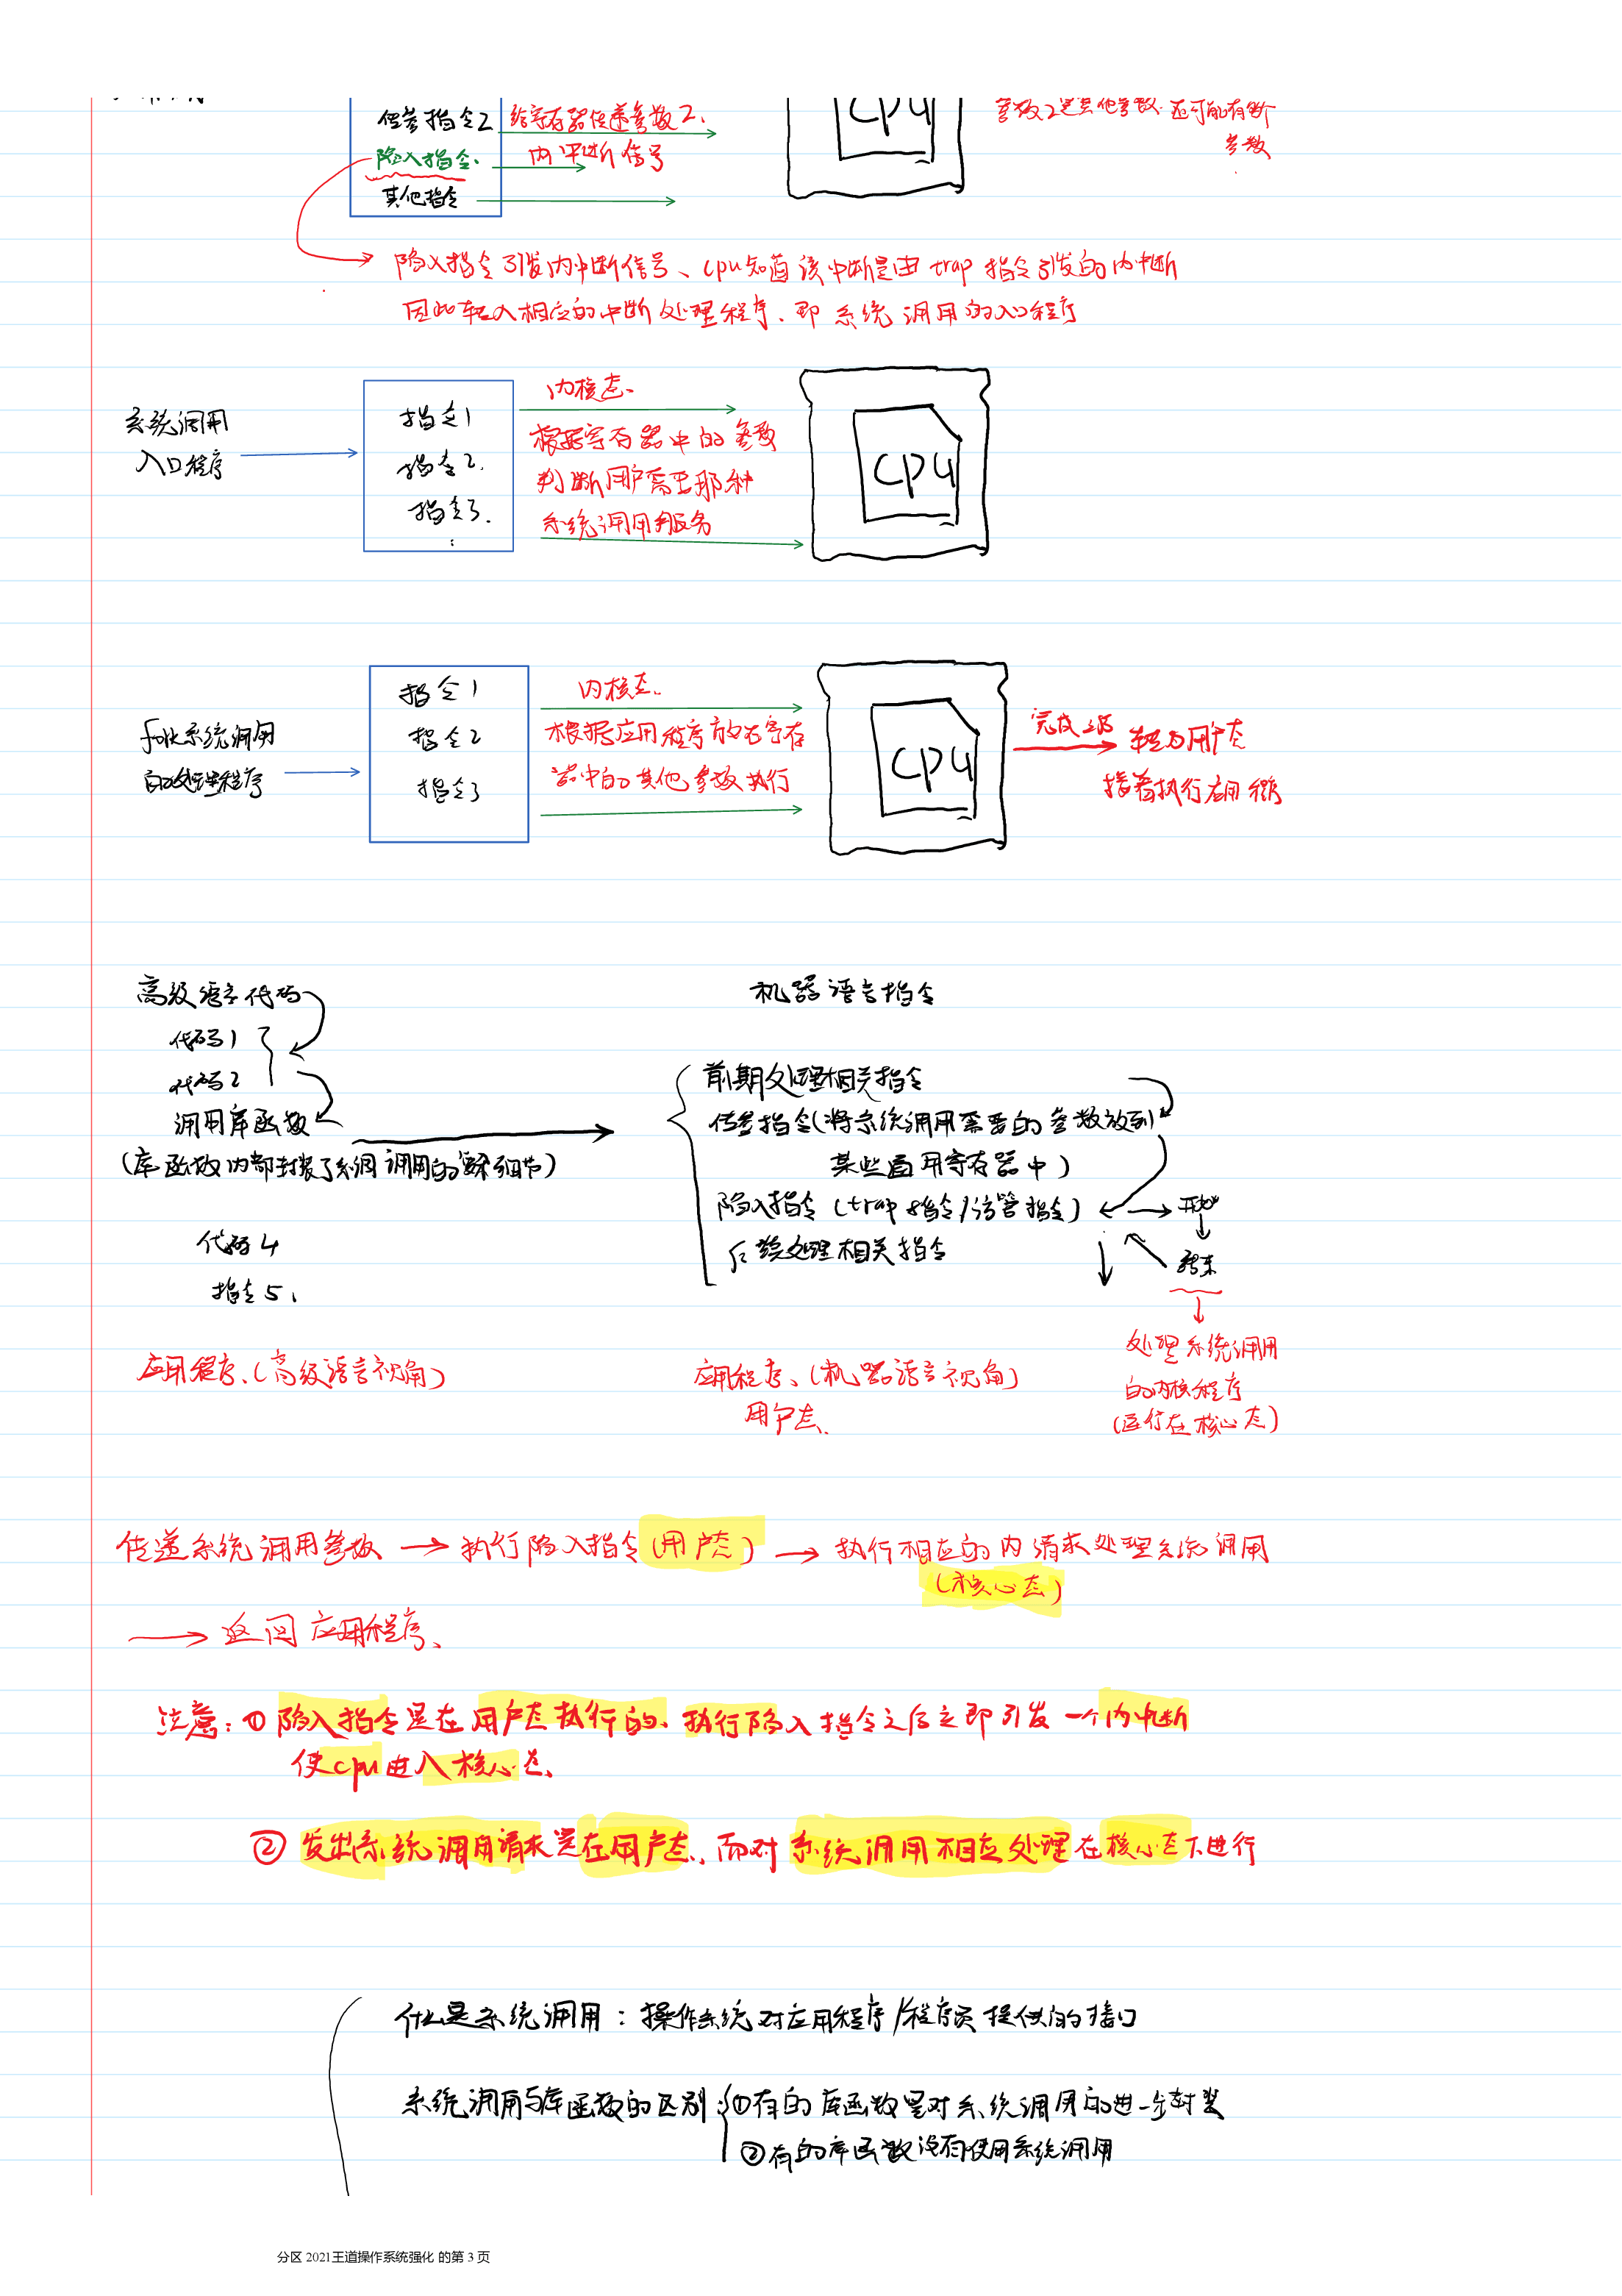 传参指令2 给寄存器传递参数2.
陷入指令. 内中断信号
其他指令
cpu
参数2是其他参数. 还可能有个
参数
陷入指令引发内中断信号、cpu知道该中断是由trap指令引发的内中断
因此转入相应的中断处理程序、即系统调用的入口程序
系统调用
入口程序
指令1
指令2.
指令3.
内核态.
根据寄存器中的参数
判断用户需要那种
系统调用服务
cpu
fork系统调用
的处理程序
指令1
指令2
指令3
内核态.
根据应用程序放在寄存
器中的其他参数执行
cpu
完成之后 转为用户态
接着执行应用程序
高级语言代码
代码1
代码2
调用库函数
(库函数内部封装了系统调用的繁琐细节)
代码4
指令5.
机器语言指令
前期处理相关指令
传参指令(将系统调用需要的参数放到
某些通用寄存器中)
陷入指令(trap指令/访管指令)
后续处理相关指令
开始
结束
处理系统调用
的内核程序
(运行在核心态)
应用程序、(高级语言视角)
应用程序、(机器语言视角)
用户态.
传递系统调用参数 → 执行陷入指令(用户态) → 执行相应的内请求处理系统调用
(核心态)
→ 返回应用程序、
注意: ① 陷入指令是在用户态执行的、执行陷入指令之后立即引发一个内中断
使cpu进入核心态、
② 发出系统调用请求是在用户态、而对系统调用相应处理在核心态下进行
什么是系统调用: 操作系统对应用程序/程序员提供的接口
系统调用与库函数的区别: ①有的库函数是对系统调用的进一步封装
②有的库函数没有使用系统调用
分区 2021王道操作系统强化 的第 3 页